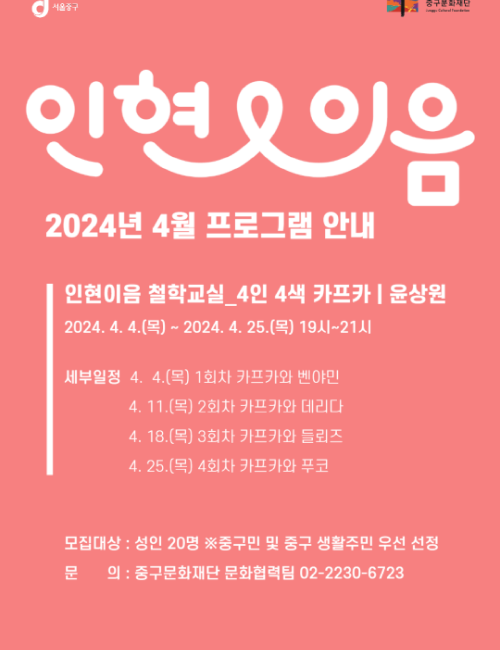 서울중구
중구문화재단
Junggu Cultural Foundation
인현이음
2024년 4월 프로그램 안내
인현이음 철학교실_4인 4색 카프카 | 윤상원
2024. 4. 4.(목) ~ 2024. 4. 25.(목) 19시~21시
세부일정 4. 4.(목) 1회차 카프카와 벤야민
4. 11.(목) 2회차 카프카와 데리다
4. 18.(목) 3회차 카프카와 들뢰즈
4. 25.(목) 4회차 카프카와 푸코
모집대상 : 성인 20명 ※중구민 및 중구 생활주민 우선 선정
문 의 : 중구문화재단 문화협력팀 02-2230-6723